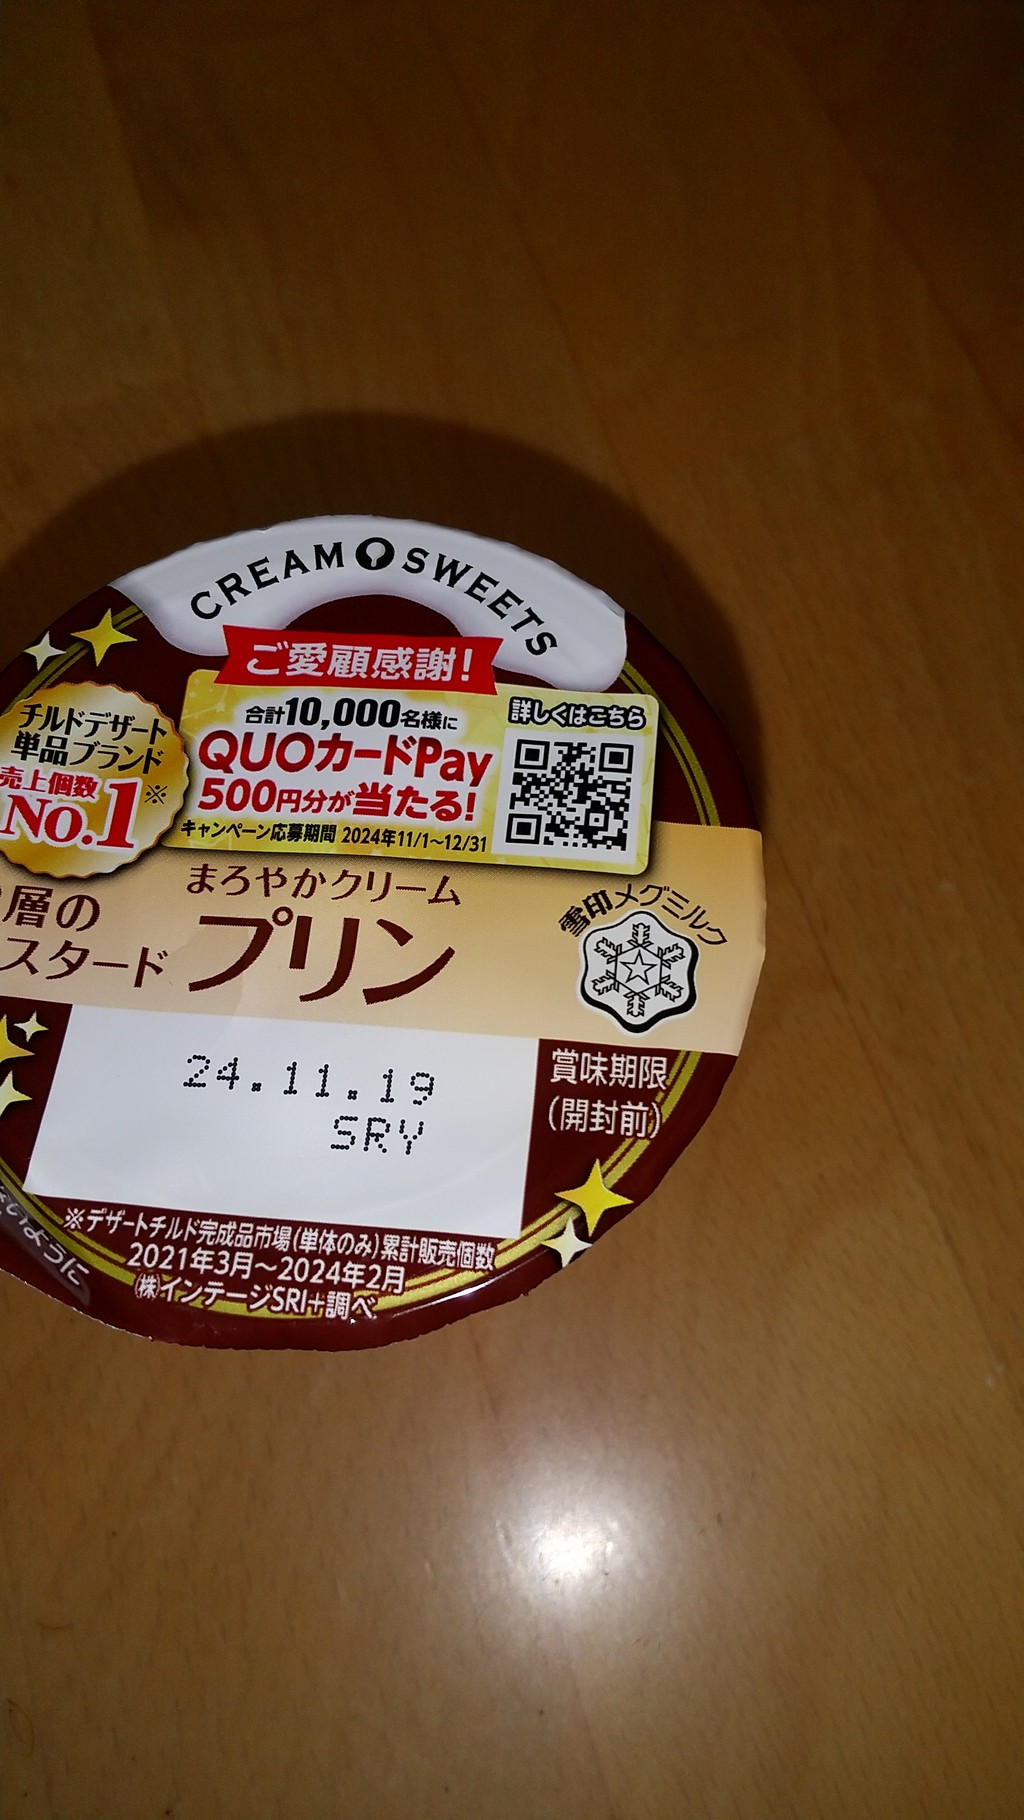 CREAM SWEETS
ご愛顧感謝!
合計10,000名様に
QUOカードPay
500円分が当たる!
キャンペーン応募期間 2024年11/1~12/31
詳しくはこちら
チルドデザート
単品ブランド
売上個数
No.1※
層の
スタード
まろやかクリーム
プリン
雪印メグミルク
24.11.19
SRY
賞味期限
(開封前)
※デザートチルド完成品市場(単体のみ)累計販売個数
2021年3月~2024年2月
(株)インテージSRI+調べ
ように